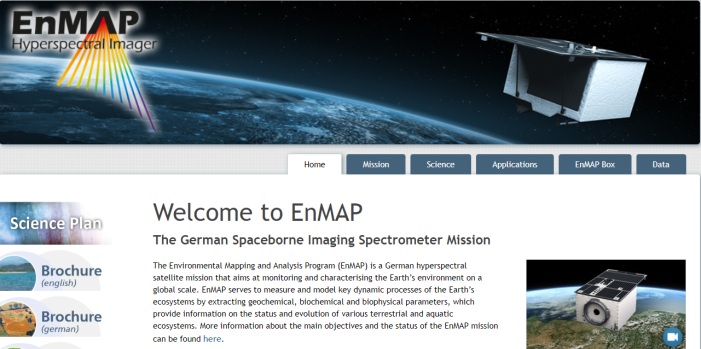 EnMAP
Hyperspectral Imager
Home
Mission
Science
Applications
EnMAP Box
Data
Science Plan
Welcome to EnMAP
The German Spaceborne Imaging Spectrometer Mission
Brochure
(english)
Brochure
(german)
The Environmental Mapping and Analysis Program (EnMAP) is a German hyperspectral
satellite mission that aims at monitoring and characterising the Earth's environment on a
global scale. EnMAP serves to measure and model key dynamic processes of the Earth's
ecosystems by extracting geochemical, biochemical and biophysical parameters, which
provide information on the status and evolution of various terrestrial and aquatic
ecosystems. More information about the main objectives and the status of the EnMAP mission
can be found here.